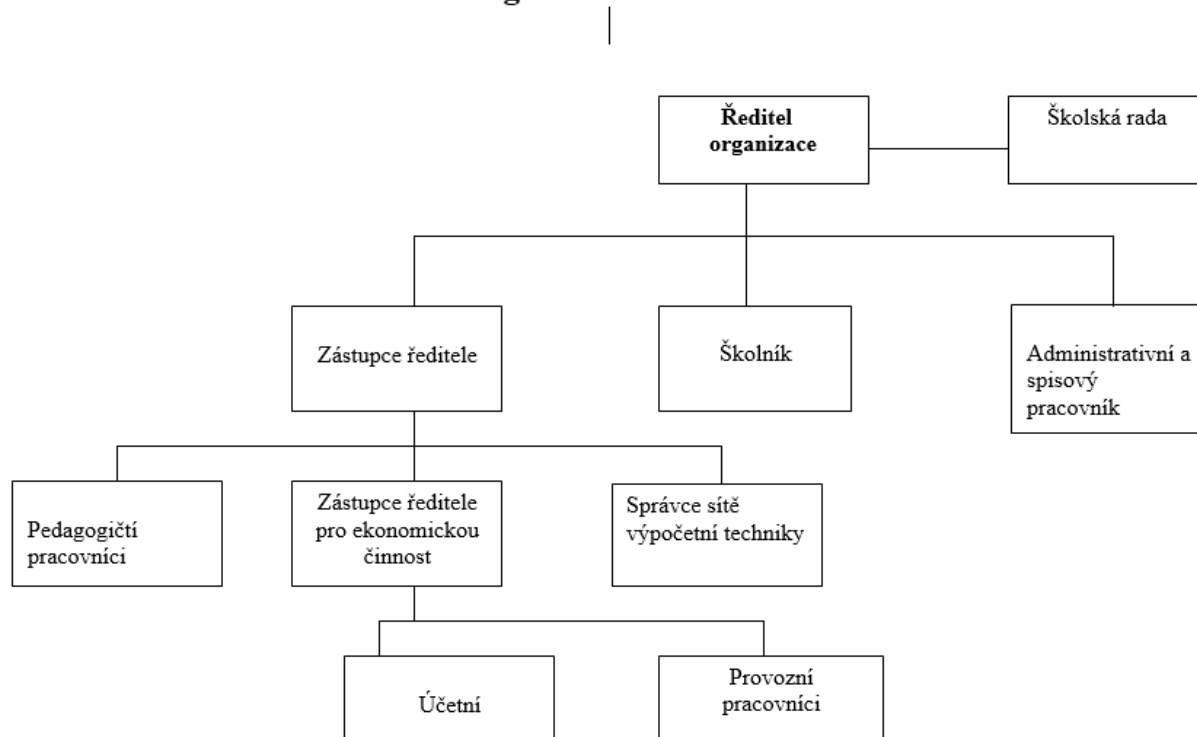 Ředitel
organizace
Školská rada
Zástupce ředitele
Školník
Administrativní a
spisový
pracovník
Pedagogičtí
pracovníci
Zástupce ředitele
pro ekonomickou
činnost
Správce sítě
výpočetní techniky
Účetní
Provozní
pracovníci